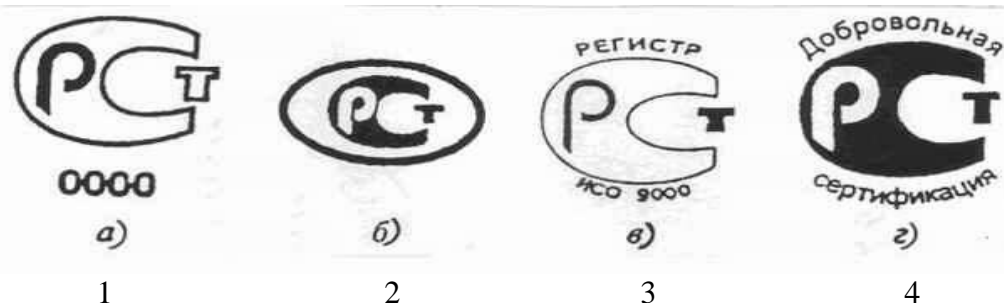 РСТ
0000
а)
1
РСТ
б)
2
РЕГИСТР
РСТ
ИСО 9000
в)
3
Добровольная
РСТ
сертификация
г)
4